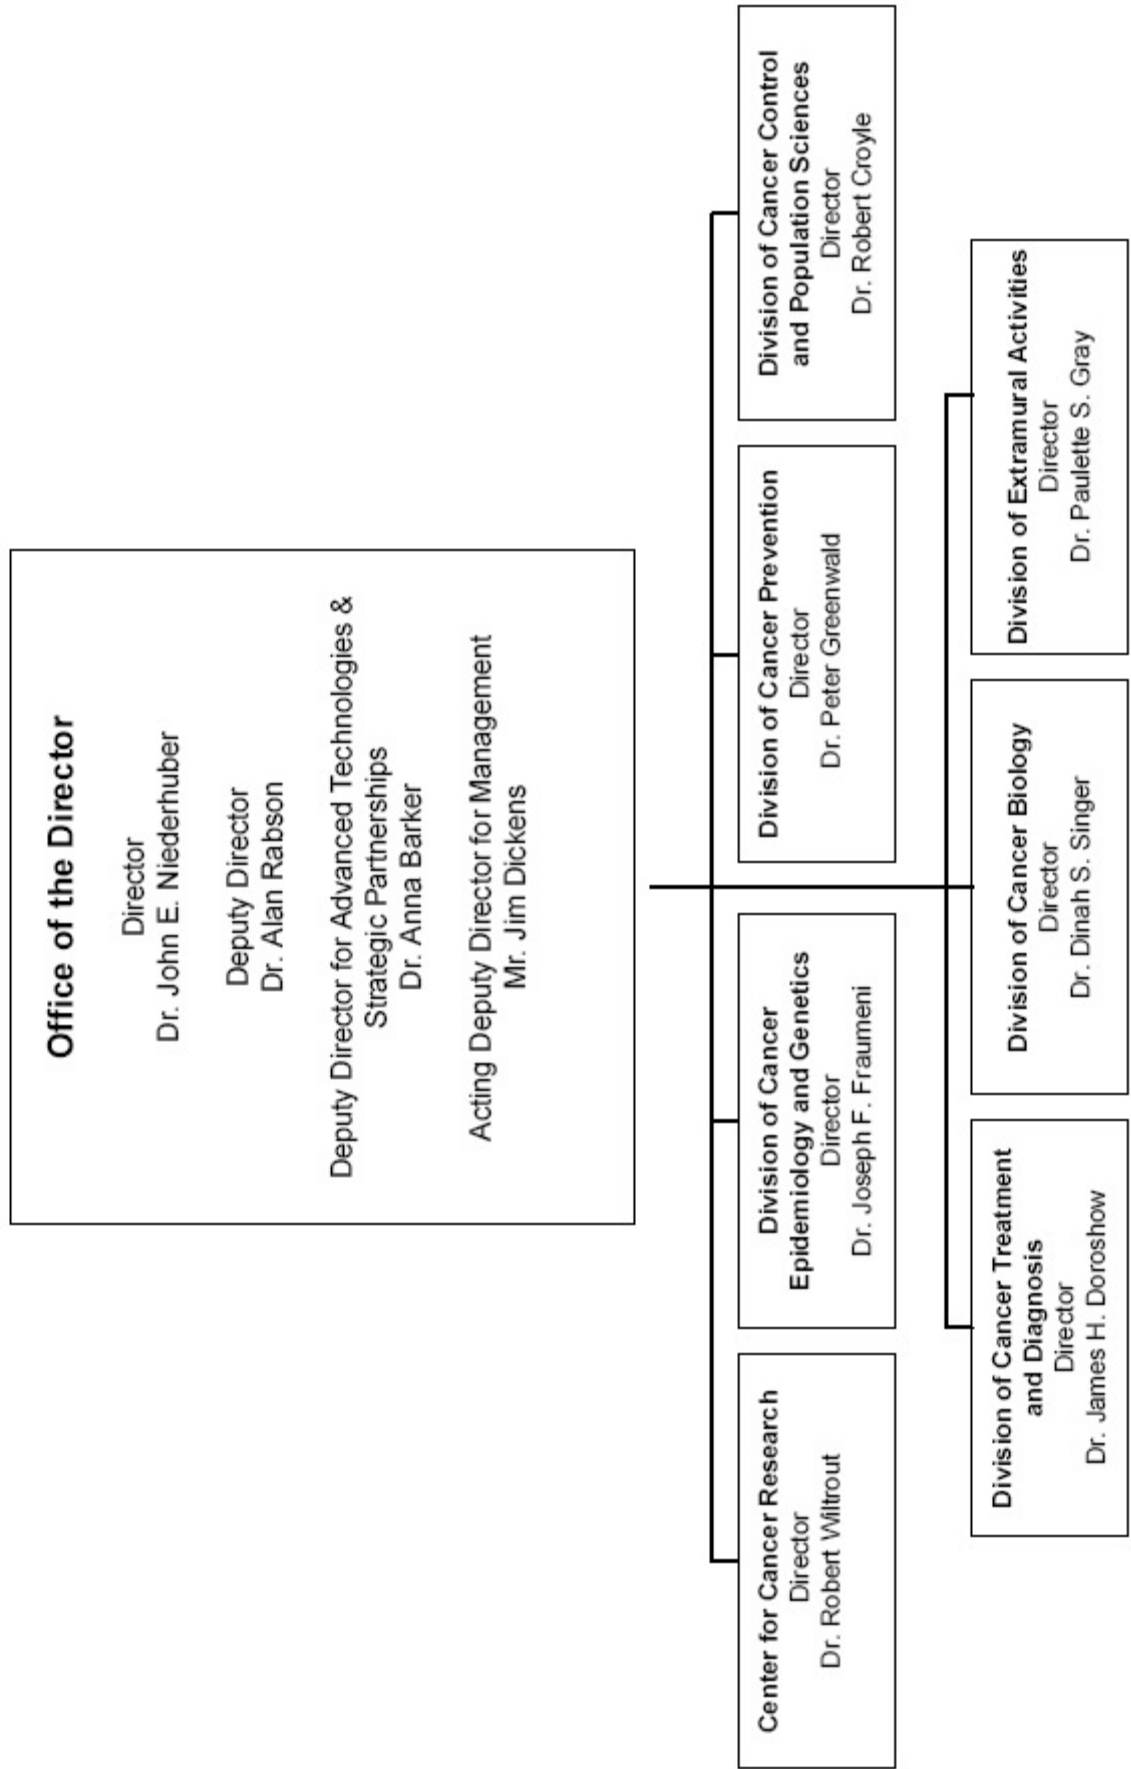 Office of the Director
Director
Dr. John E. Niederhuber
Deputy Director
Dr. Alan Rabson
Deputy Director for Advanced Technologies &
Strategic Partnerships
Dr. Anna Barker
Acting Deputy Director for Management
Mr. Jim Dickens
Center for Cancer Research
Director
Dr. Robert Wiltrout
Division of Cancer
Epidemiology and Genetics
Director
Dr. Joseph F. Fraumeni
Division of Cancer Prevention
Director
Dr. Peter Greenwald
Division of Cancer Control
and Population Sciences
Director
Dr. Robert Croyle
Division of Cancer Treatment
and Diagnosis
Director
Dr. James H. Doroshow
Division of Cancer Biology
Director
Dr. Dinah S. Singer
Division of Extramural Activities
Director
Dr. Paulette S. Gray